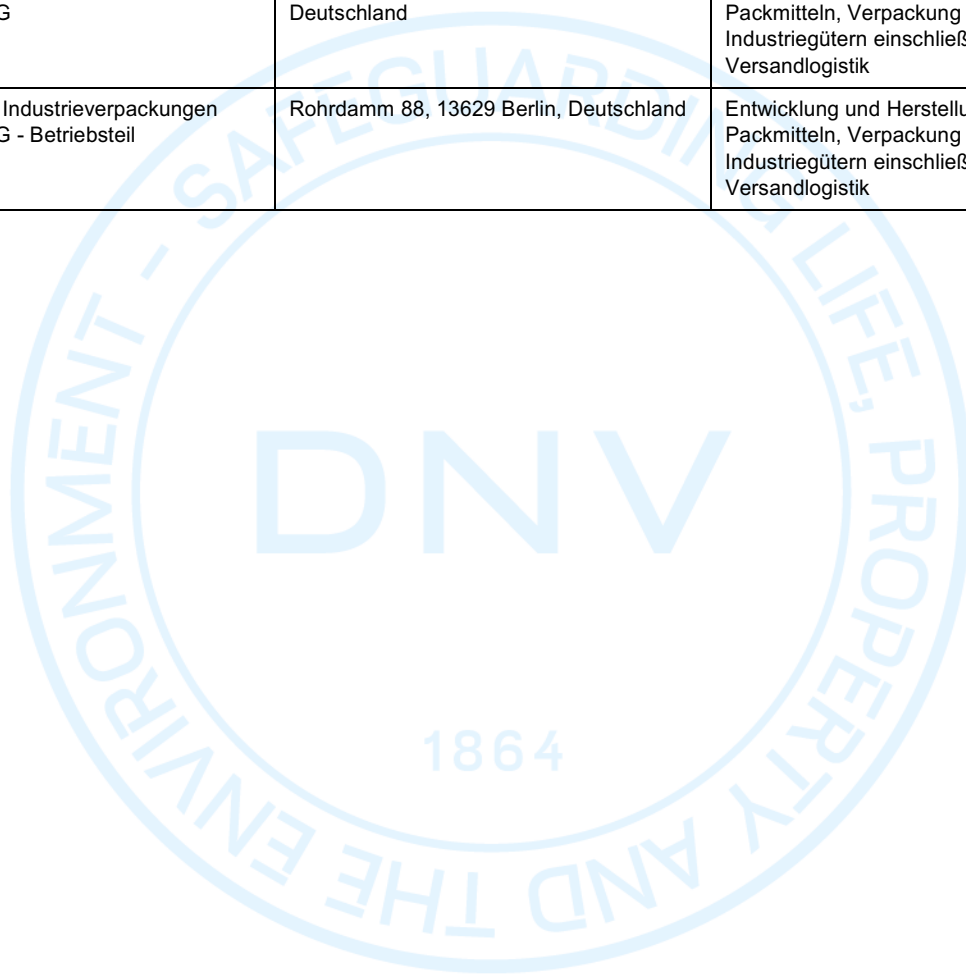 G
Deutschland
Packmitteln, Verpackung
Industriegütern einschließ
Versandlogistik
Industrieverpackungen
G - Betriebsteil
Rohrdamm 88, 13629 Berlin, Deutschland
Entwicklung und Herstellu
Packmitteln, Verpackung
Industriegütern einschließ
Versandlogistik
SAFEGUARDING LIFE, PROPERTY AND THE ENVIRONMENT -
DNV
1864